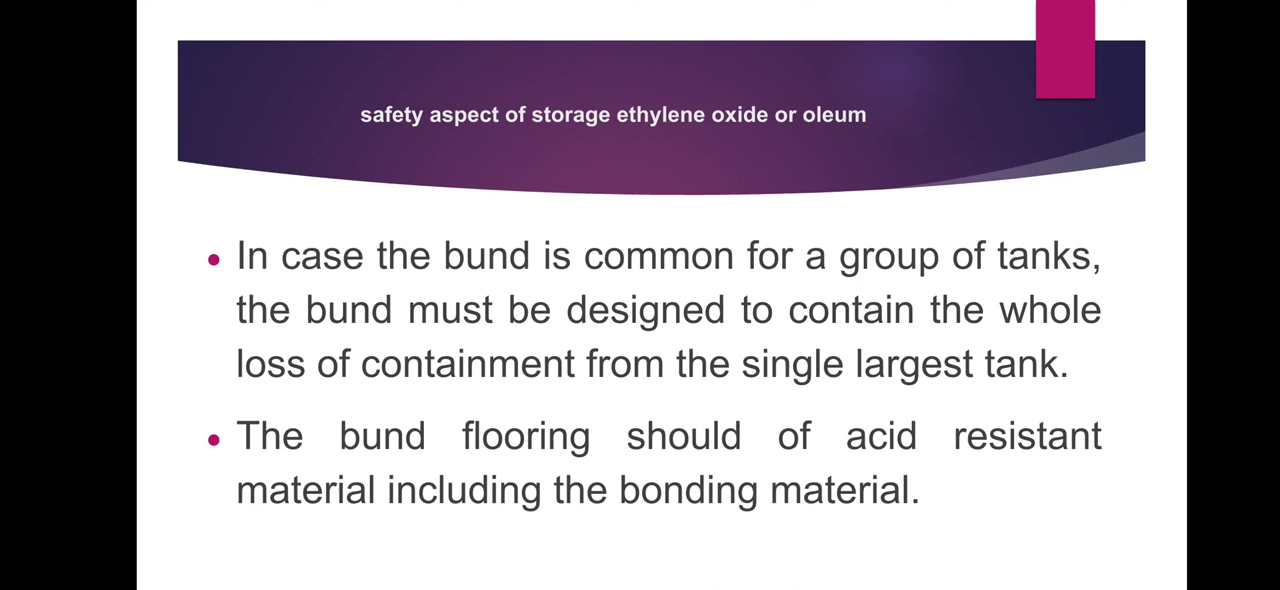 safety aspect of storage ethylene oxide or oleum
• In case the bund is common for a group of tanks,
the bund must be designed to contain the whole
loss of containment from the single largest tank.
• The bund flooring should of acid resistant
material including the bonding material.